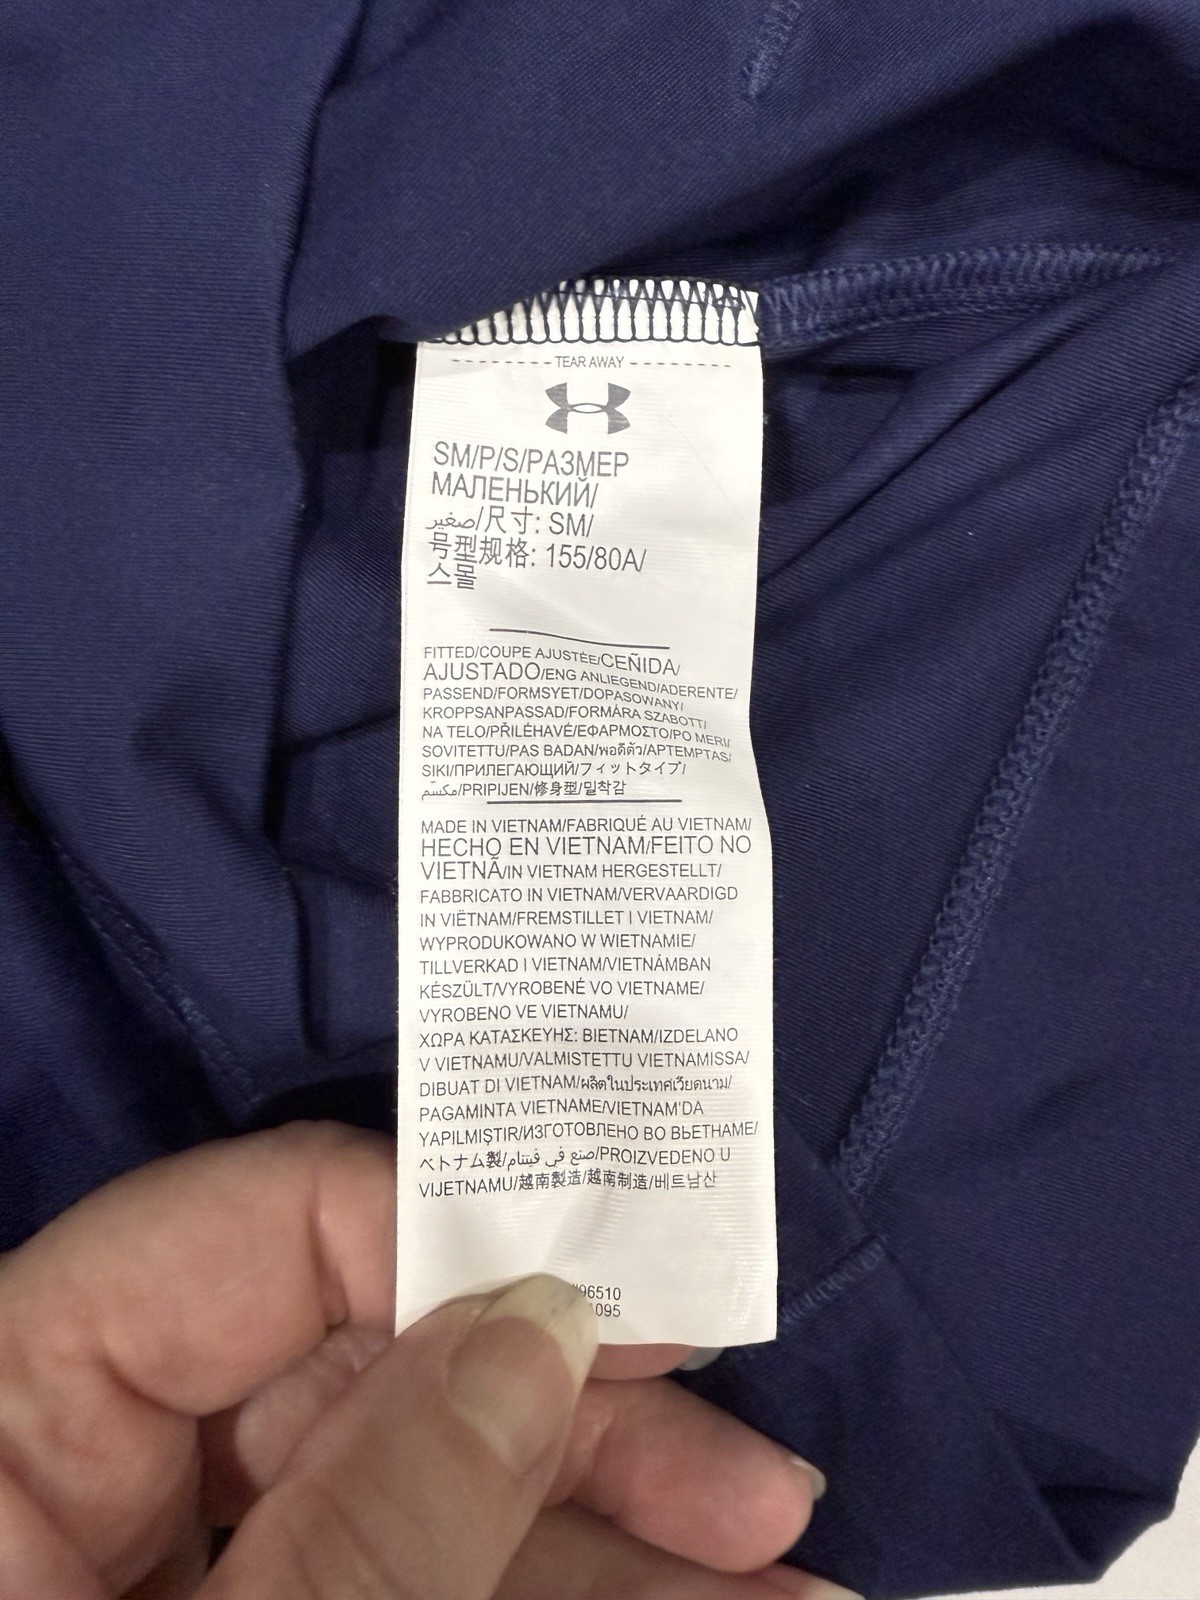 TEAR AWAY
SM/P/S/РАЗМЕР
МАЛЕНЬКИЙ/
صغير/尺寸: SM/
号型规格: 155/80A/
스몰
FITTED/COUPE AJUSTÉE/CEÑIDA/
AJUSTADO/ENG ANLIEGEND/ADERENTE/
PASSEND/FORMSYET/DOPASOWANY/
KROPPSANPASSAD/FORMÁRA SZABOTT/
NA TELO/PŘILÉHAVÉ/ΕΦΑΡΜΟΣΤΟ/PO MERI/
SOVITETTU/PAS BADAN/พอดีตัว/APTEMPTAS/
SIKI/ПРИЛЕГАЮЩИЙ/フィットタイプ/
مكسّم/PRIPIJEN/修身型/밀착감
MADE IN VIETNAM/FABRIQUÉ AU VIETNAM/
HECHO EN VIETNAM/FEITO NO
VIETNÃ/IN VIETNAM HERGESTELLT/
FABBRICATO IN VIETNAM/VERVAARDIGD
IN VIËTNAM/FREMSTILLET I VIETNAM/
WYPRODUKOWANO W WIETNAMIE/
TILLVERKAD I VIETNAM/VIETNÁMBAN
KÉSZÜLT/VYROBENÉ VO VIETNAME/
VYROBENO VE VIETNAMU/
ΧΩΡΑ ΚΑΤΑΣΚΕΥΗΣ: ΒΙΕΤΝΑΜ/IZDELANO
V VIETNAMU/VALMISTETTU VIETNAMISSA/
DIBUAT DI VIETNAM/ผลิตในประเทศเวียดนาม/
PAGAMINTA VIETNAME/VIETNAM'DA
YAPILMIŞTIR/ИЗГОТОВЛЕНО ВО ВЬЕТНАМЕ/
ベトナム製/صنع في فيتنام/PROIZVEDENO U
VIJETNAMU/越南製造/越南制造/베트남산
96510
1095